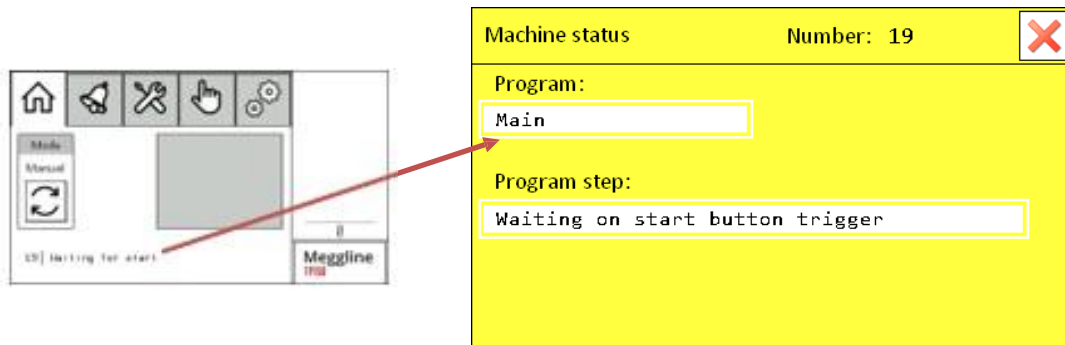 Mode
Manual
19| Waiting for start
0
Meggline
Machine status
Number: 19
Program:
Main
Program step:
Waiting on start button trigger